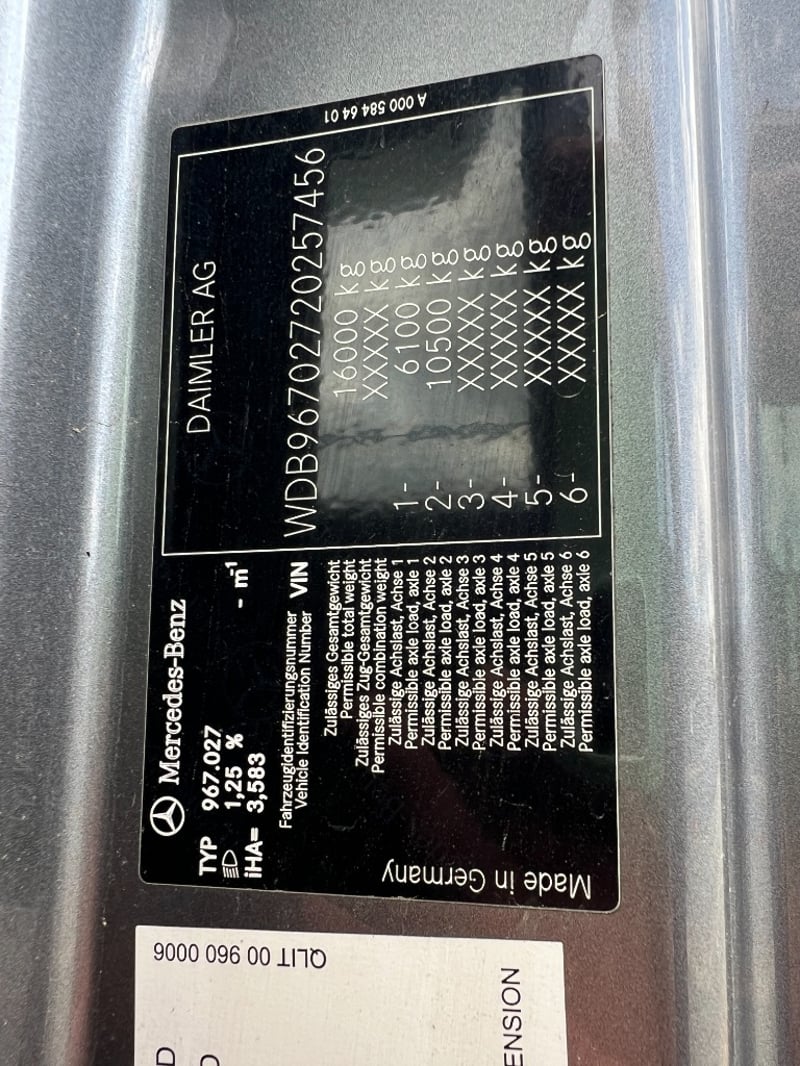 Mercedes-Benz
DAIMLER AG
A 000 584 64 01
TYP 967.027
1,25 %
iHA= 3,583
- m⁻¹
Fahrzeugidentifizierungsnummer
Vehicle Identification Number
VIN
WDB9670272O257456
Zulässiges Gesamtgewicht
Permissible total weight
16000 kg
Zulässiges Zug-Gesamtgewicht
Permissible combination weight
XXXXX kg
Zulässige Achslast, Achse 1
Permissible axle load, axle 1
1- 6100 kg
Zulässige Achslast, Achse 2
Permissible axle load, axle 2
2- 10500 kg
Zulässige Achslast, Achse 3
Permissible axle load, axle 3
3- XXXXX kg
Zulässige Achslast, Achse 4
Permissible axle load, axle 4
4- XXXXX kg
Zulässige Achslast, Achse 5
Permissible axle load, axle 5
5- XXXXX kg
Zulässige Achslast, Achse 6
Permissible axle load, axle 6
6- XXXXX kg
Made in Germany
QLIT 00 960 0006
ENSION